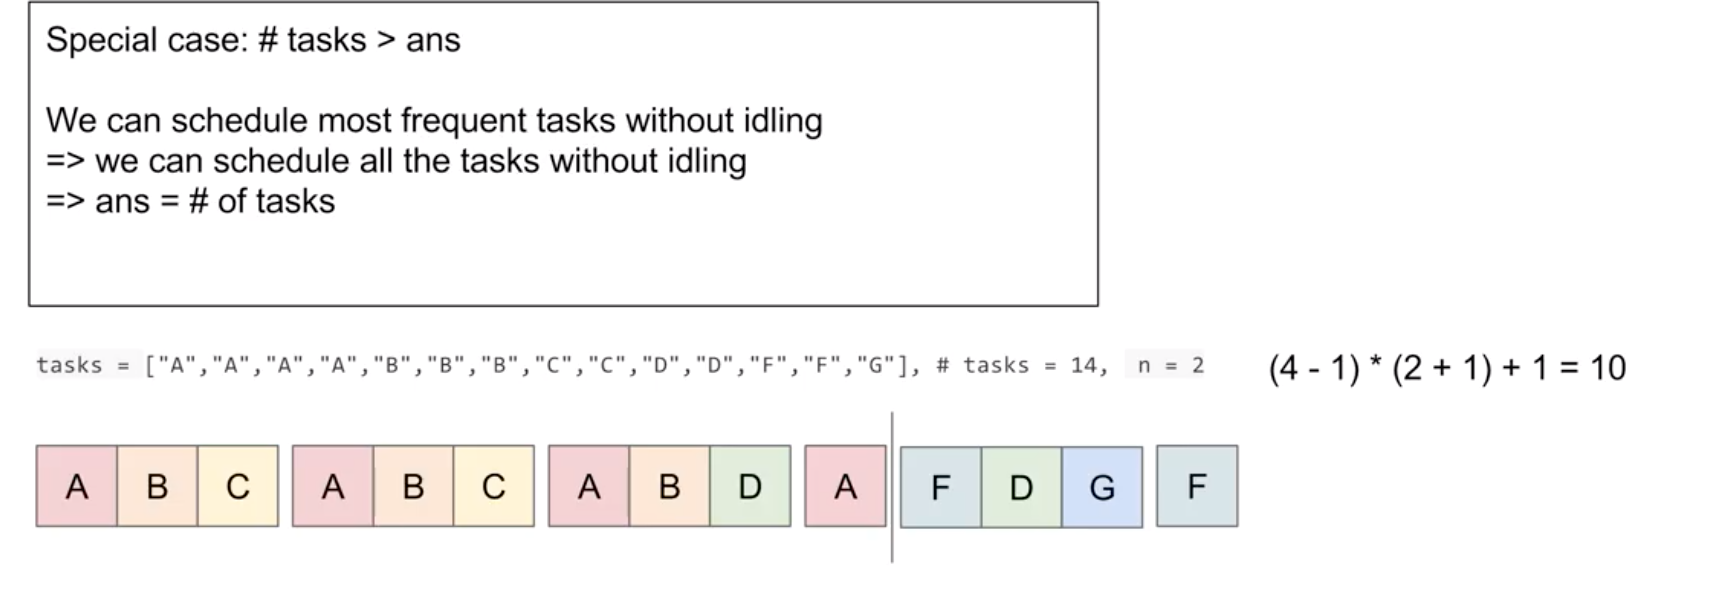 Special case: # tasks > ans
We can schedule most frequent tasks without idling
=> we can schedule all the tasks without idling
=> ans = # of tasks
tasks = ["A","A","A","A","B","B","B","C","C","D","D","F","F","G"], # tasks = 14, n = 2 (4 - 1) * (2 + 1) + 1 = 10
A B C A B C A B D A F D G F